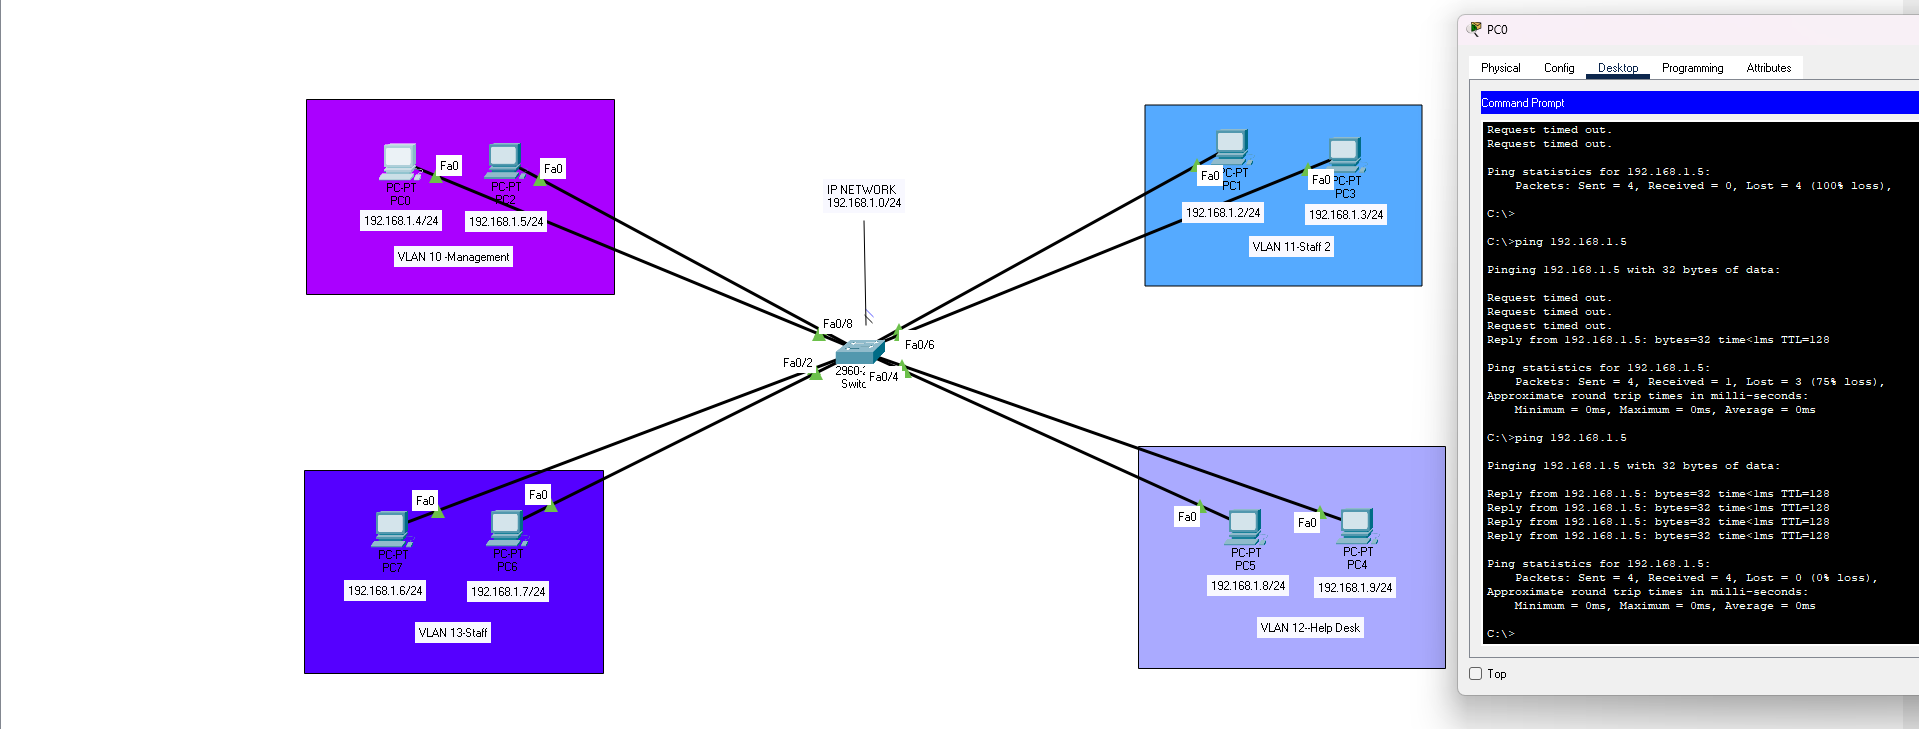 Fa0
Fa0
PC-PT
PC0
PC-PT
PC2
192.168.1.4/24
192.168.1.5/24
VLAN 10 -Management
IP NETWORK
192.168.1.0/24
Fa0
PC-PT
PC1
Fa0
PC-PT
PC3
192.168.1.2/24
192.168.1.3/24
VLAN 11-Staff 2
Fa0/8
Fa0/6
Fa0/2
Fa0/4
2960-
Switc
Fa0
Fa0
PC-PT
PC7
PC-PT
PC6
192.168.1.6/24
192.168.1.7/24
VLAN 13-Staff
Fa0
Fa0
PC-PT
PC5
PC-PT
PC4
192.168.1.8/24
192.168.1.9/24
VLAN 12--Help Desk
PC0
Physical Config Desktop Programming Attributes
Command Prompt
Request timed out.
Request timed out.
Ping statistics for 192.168.1.5:
Packets: Sent = 4, Received = 0, Lost = 4 (100% loss),
C:\>
C:\>ping 192.168.1.5
Pinging 192.168.1.5 with 32 bytes of data:
Request timed out.
Request timed out.
Request timed out.
Reply from 192.168.1.5: bytes=32 time<1ms TTL=128
Ping statistics for 192.168.1.5:
Packets: Sent = 4, Received = 1, Lost = 3 (75% loss),
Approximate round trip times in milli-seconds:
Minimum = 0ms, Maximum = 0ms, Average = 0ms
C:\>ping 192.168.1.5
Pinging 192.168.1.5 with 32 bytes of data:
Reply from 192.168.1.5: bytes=32 time<1ms TTL=128
Reply from 192.168.1.5: bytes=32 time<1ms TTL=128
Reply from 192.168.1.5: bytes=32 time<1ms TTL=128
Reply from 192.168.1.5: bytes=32 time<1ms TTL=128
Ping statistics for 192.168.1.5:
Packets: Sent = 4, Received = 4, Lost = 0 (0% loss),
Approximate round trip times in milli-seconds:
Minimum = 0ms, Maximum = 0ms, Average = 0ms
C:\>
Top